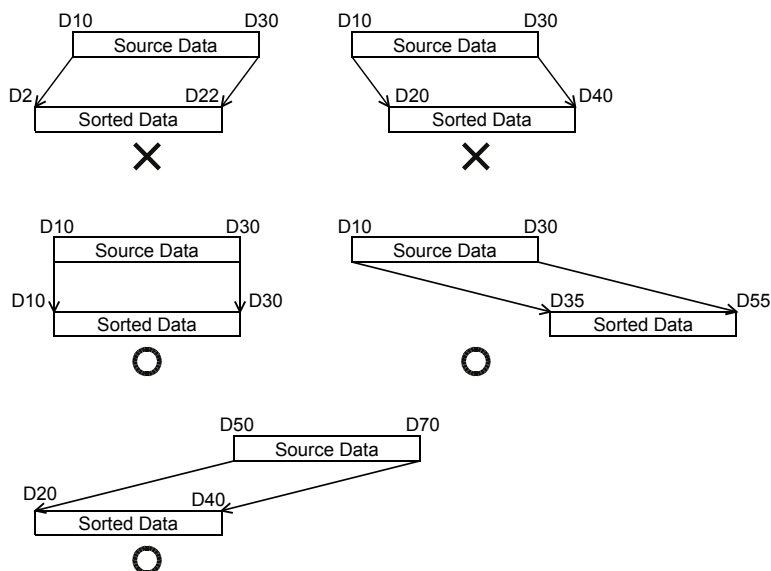 D10 D30
Source Data
D2 D22
Sorted Data
D10 D30
Source Data
D20 D40
Sorted Data
D10 D30
Source Data
D10 D30
Sorted Data
D10 D30
Source Data
D35 D55
Sorted Data
D50 D70
Source Data
D20 D40
Sorted Data